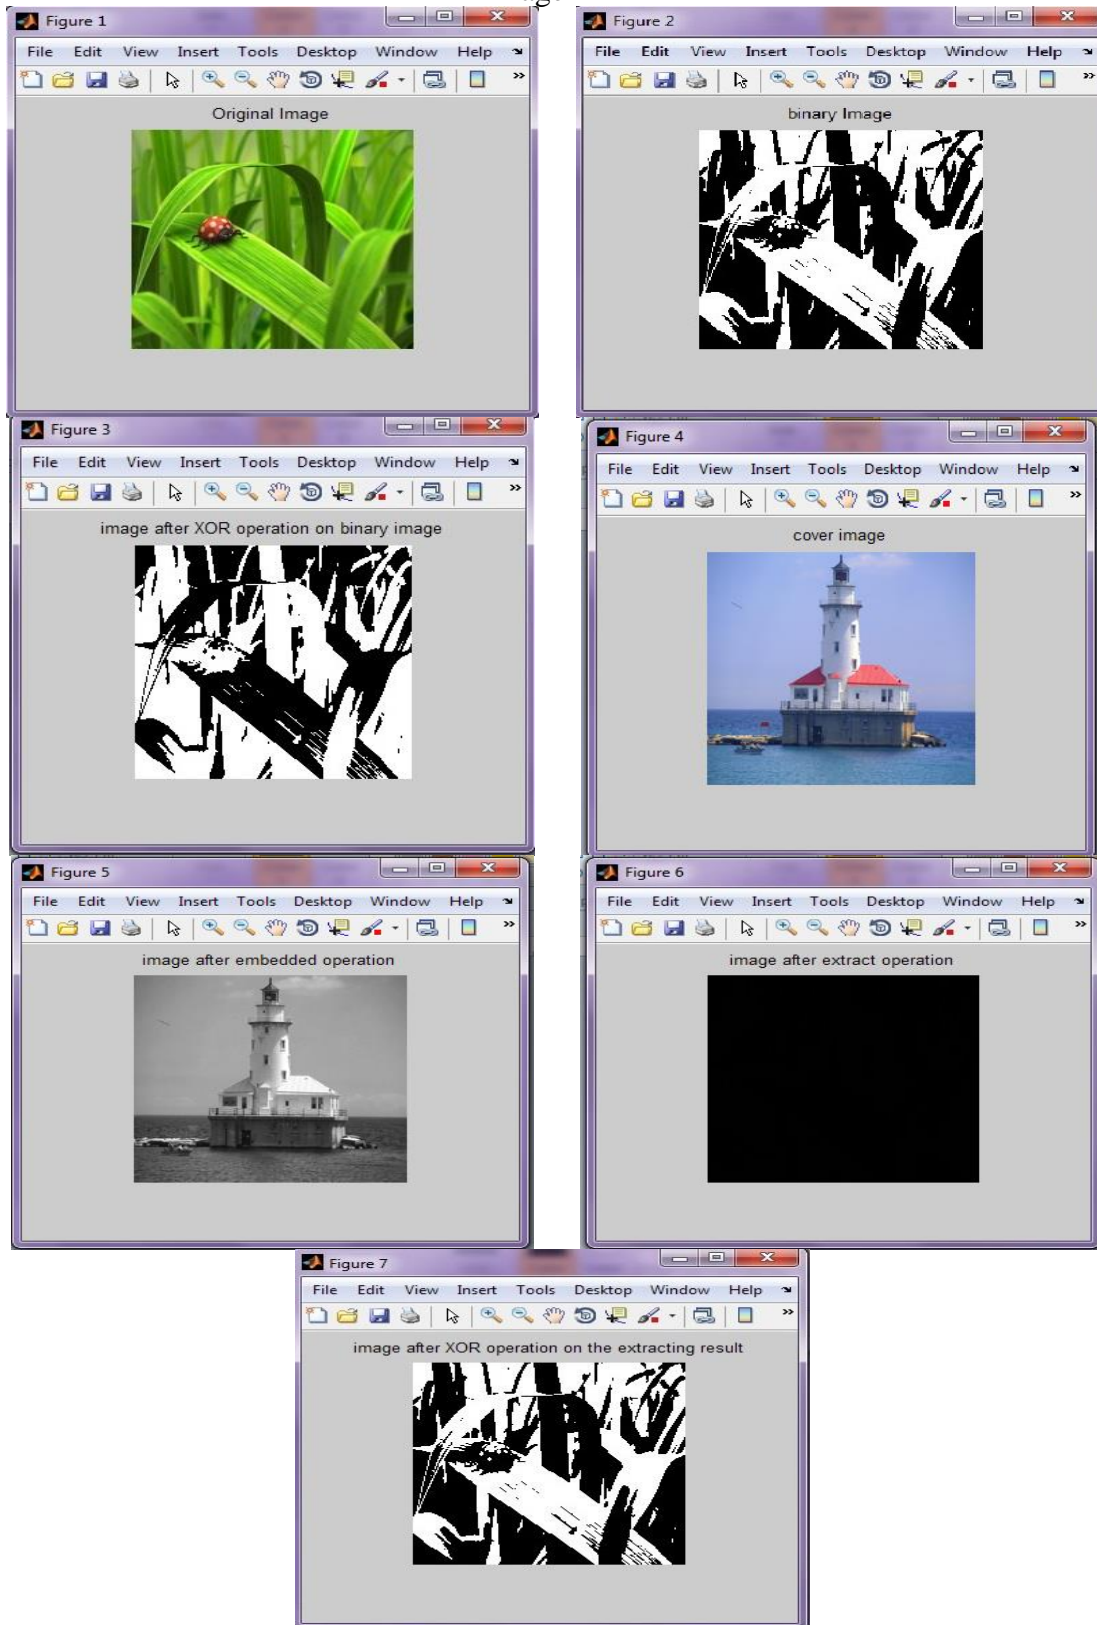 Figure 1
File Edit View Insert Tools Desktop Window Help
Original Image
Figure 2
File Edit View Insert Tools Desktop Window Help
binary Image
Figure 3
File Edit View Insert Tools Desktop Window Help
image after XOR operation on binary image
Figure 4
File Edit View Insert Tools Desktop Window Help
cover image
Figure 5
File Edit View Insert Tools Desktop Window Help
image after embedded operation
Figure 6
File Edit View Insert Tools Desktop Window Help
image after extract operation
Figure 7
File Edit View Insert Tools Desktop Window Help
image after XOR operation on the extracting result